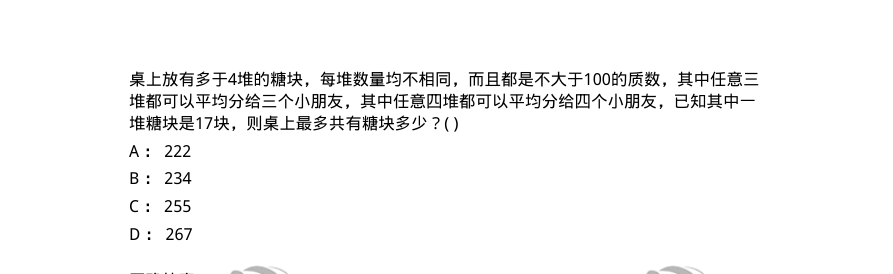 桌上放有多于4堆的糖块，每堆数量均不相同，而且都是不大于100的质数，其中任意三
堆都可以平均分给三个小朋友，其中任意四堆都可以平均分给四个小朋友，已知其中一
堆糖块是17块，则桌上最多共有糖块多少？( )
A： 222
B： 234
C： 255
D： 267